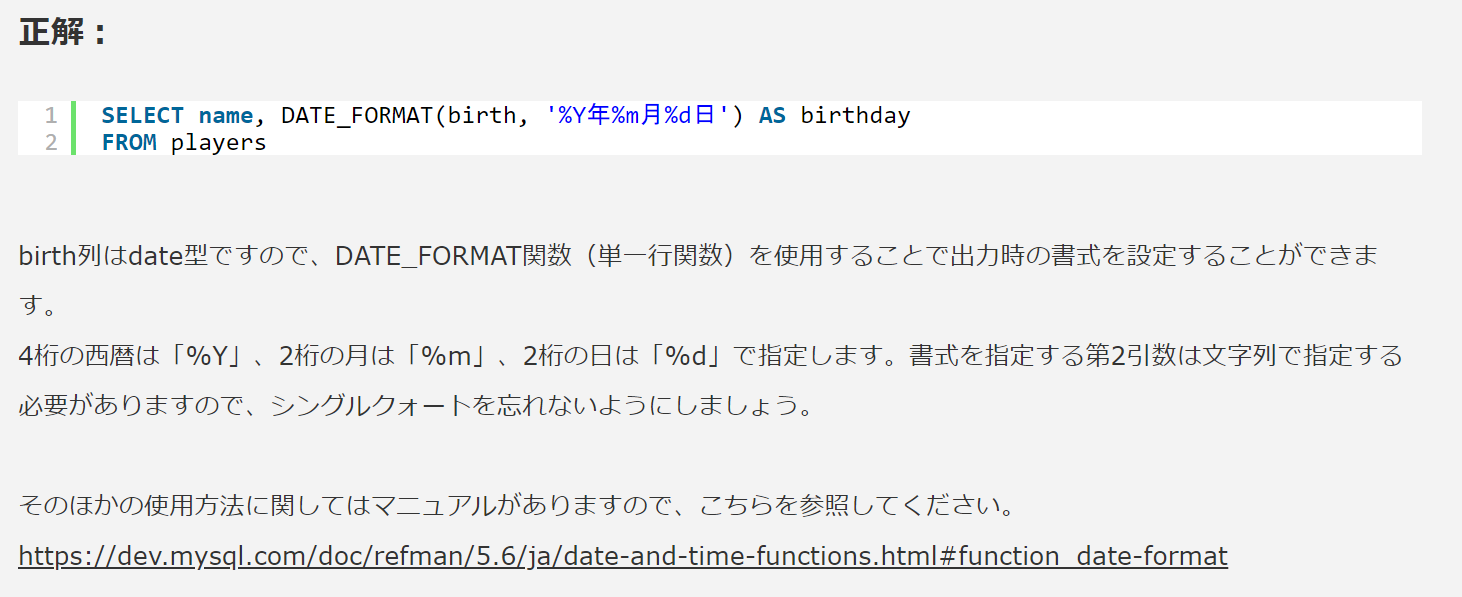 正解：
1 SELECT name, DATE_FORMAT(birth, '%Y年%m月%d日') AS birthday
2 FROM players
birth列はdate型ですので、DATE_FORMAT関数（単一行関数）を使用することで出力時の書式を設定することができま
す。
4桁の西暦は「%Y」、2桁の月は「%m」、2桁の日は「%d」で指定します。書式を指定する第2引数は文字列で指定する
必要がありますので、シングルクォートを忘れないようにしましょう。
そのほかの使用方法に関してはマニュアルがありますので、こちらを参照してください。
https://dev.mysql.com/doc/refman/5.6/ja/date-and-time-functions.html#function_date-format